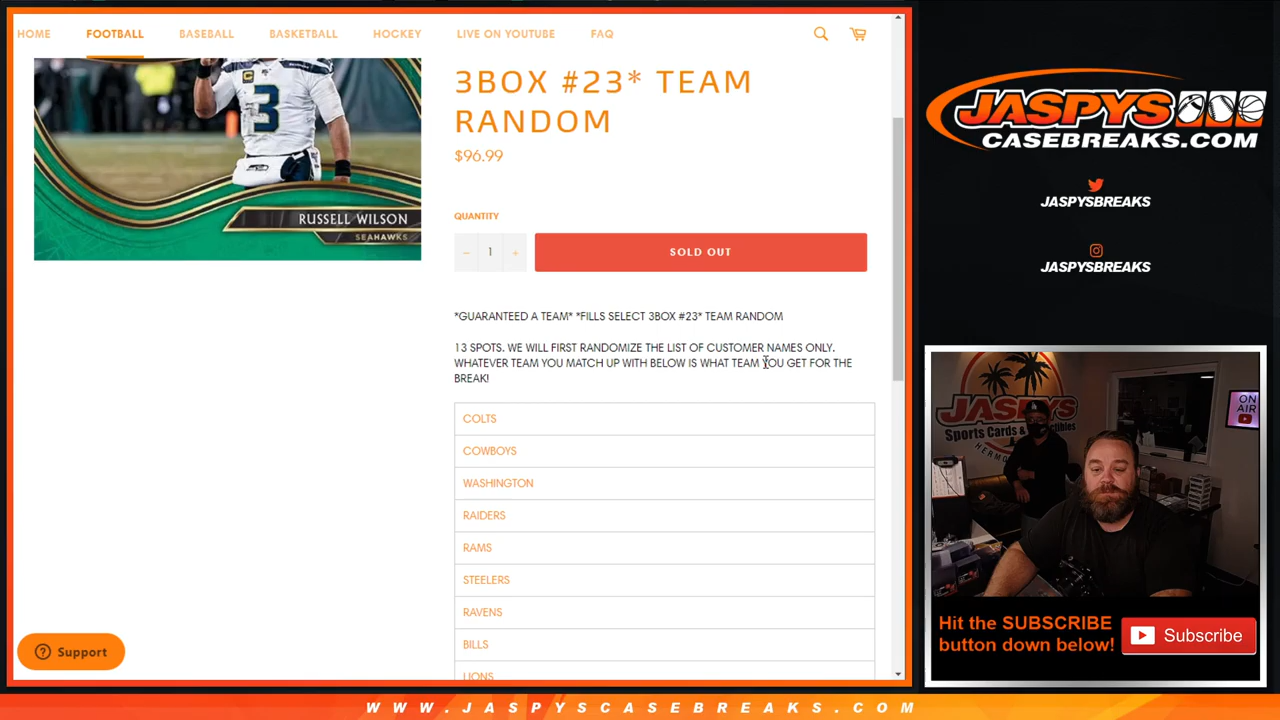 HOME FOOTBALL BASEBALL BASKETBALL HOCKEY LIVE ON YOUTUBE FAQ
3
RUSSELL WILSON
SEAHAWKS
3BOX #23* TEAM
RANDOM
$96.99
QUANTITY
− 1 +
SOLD OUT
*GUARANTEED A TEAM* *FILLS SELECT 3BOX #23* TEAM RANDOM
13 SPOTS. WE WILL FIRST RANDOMIZE THE LIST OF CUSTOMER NAMES ONLY.
WHATEVER TEAM YOU MATCH UP WITH BELOW IS WHAT TEAM YOU GET FOR THE
BREAK!
COLTS
COWBOYS
WASHINGTON
RAIDERS
RAMS
STEELERS
RAVENS
BILLS
LIONS
Support
JASPYS
CASEBREAKS.COM
JASPYSBREAKS
JASPYSBREAKS
JASPYS
Sports Cards & Collectibles
HERMO
ON
AIR
Hit the SUBSCRIBE
button down below!
Subscribe
WWW.JASPYSCASEBREAKS.COM